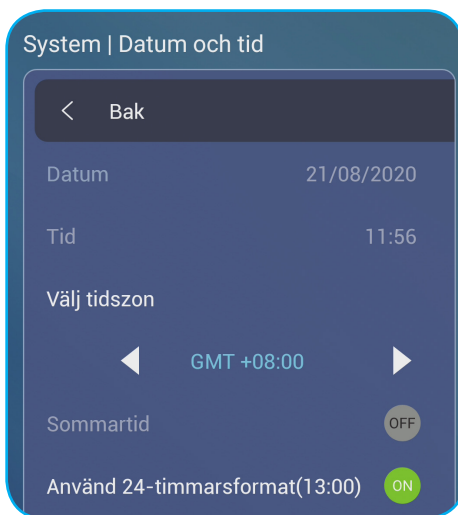 System | Datum och tid
Bak
Datum 21/08/2020
Tid 11:56
Välj tidszon
GMT +08:00
Sommartid OFF
Använd 24-timmarsformat(13:00) ON